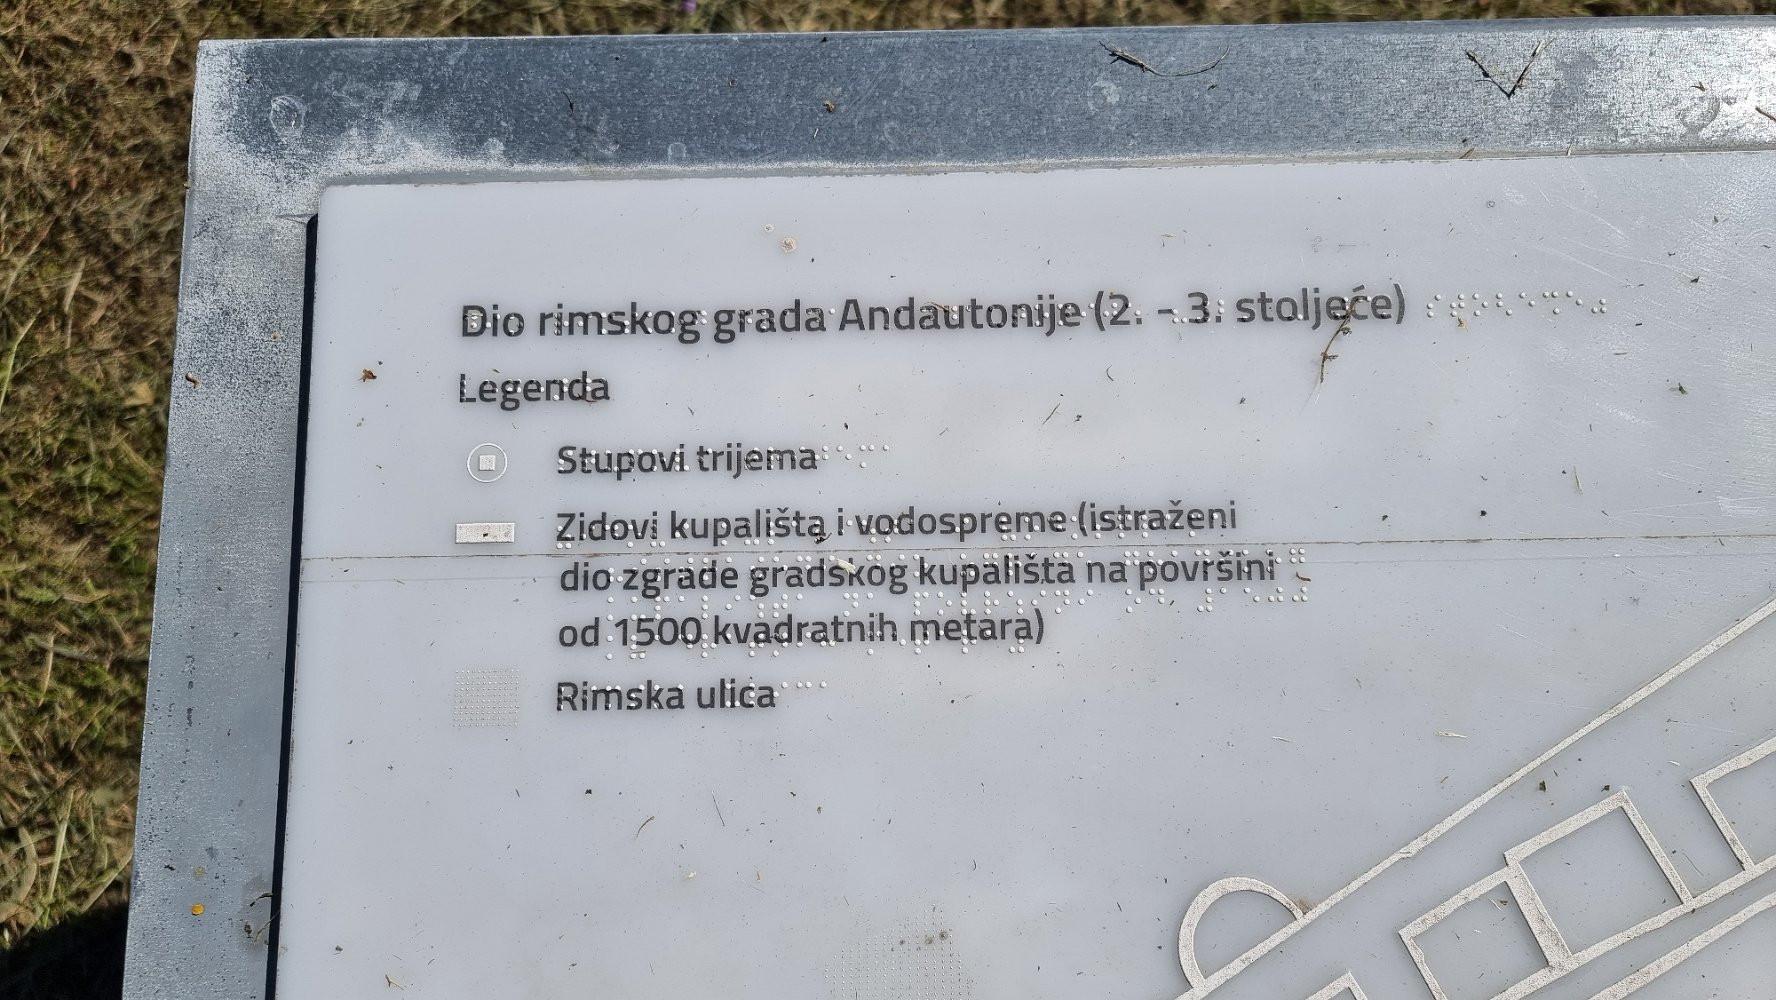 Dio rimskog grada Andautonije (2. - 3. stoljeće)
Legenda
Stupovi trijema
Zidovi kupališta i vodospreme (istraženi
dio zgrade gradskog kupališta na površini
od 1500 kvadratnih metara)
Rimska ulica